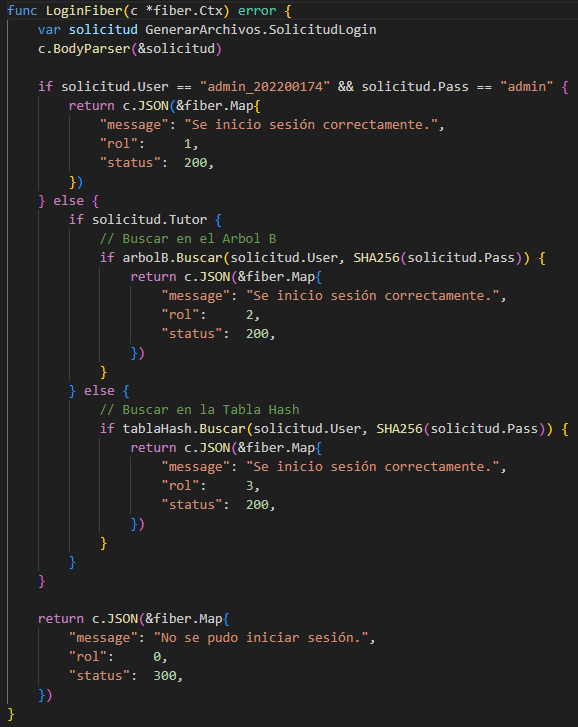 func LoginFiber(c *fiber.Ctx) error {
    var solicitud GenerarArchivos.SolicitudLogin
    c.BodyParser(&solicitud)

    if solicitud.User == "admin_202200174" && solicitud.Pass == "admin" {
        return c.JSON(&fiber.Map{
            "message": "Se inicio sesión correctamente.",
            "rol":     1,
            "status":  200,
        })
    } else {
        if solicitud.Tutor {
            // Buscar en el Arbol B
            if arbolB.Buscar(solicitud.User, SHA256(solicitud.Pass)) {
                return c.JSON(&fiber.Map{
                    "message": "Se inicio sesión correctamente.",
                    "rol":     2,
                    "status":  200,
                })
            }
        } else {
            // Buscar en la Tabla Hash
            if tablaHash.Buscar(solicitud.User, SHA256(solicitud.Pass)) {
                return c.JSON(&fiber.Map{
                    "message": "Se inicio sesión correctamente.",
                    "rol":     3,
                    "status":  200,
                })
            }
        }
    }

    return c.JSON(&fiber.Map{
        "message": "No se pudo iniciar sesión.",
        "rol":     0,
        "status":  300,
    })
}